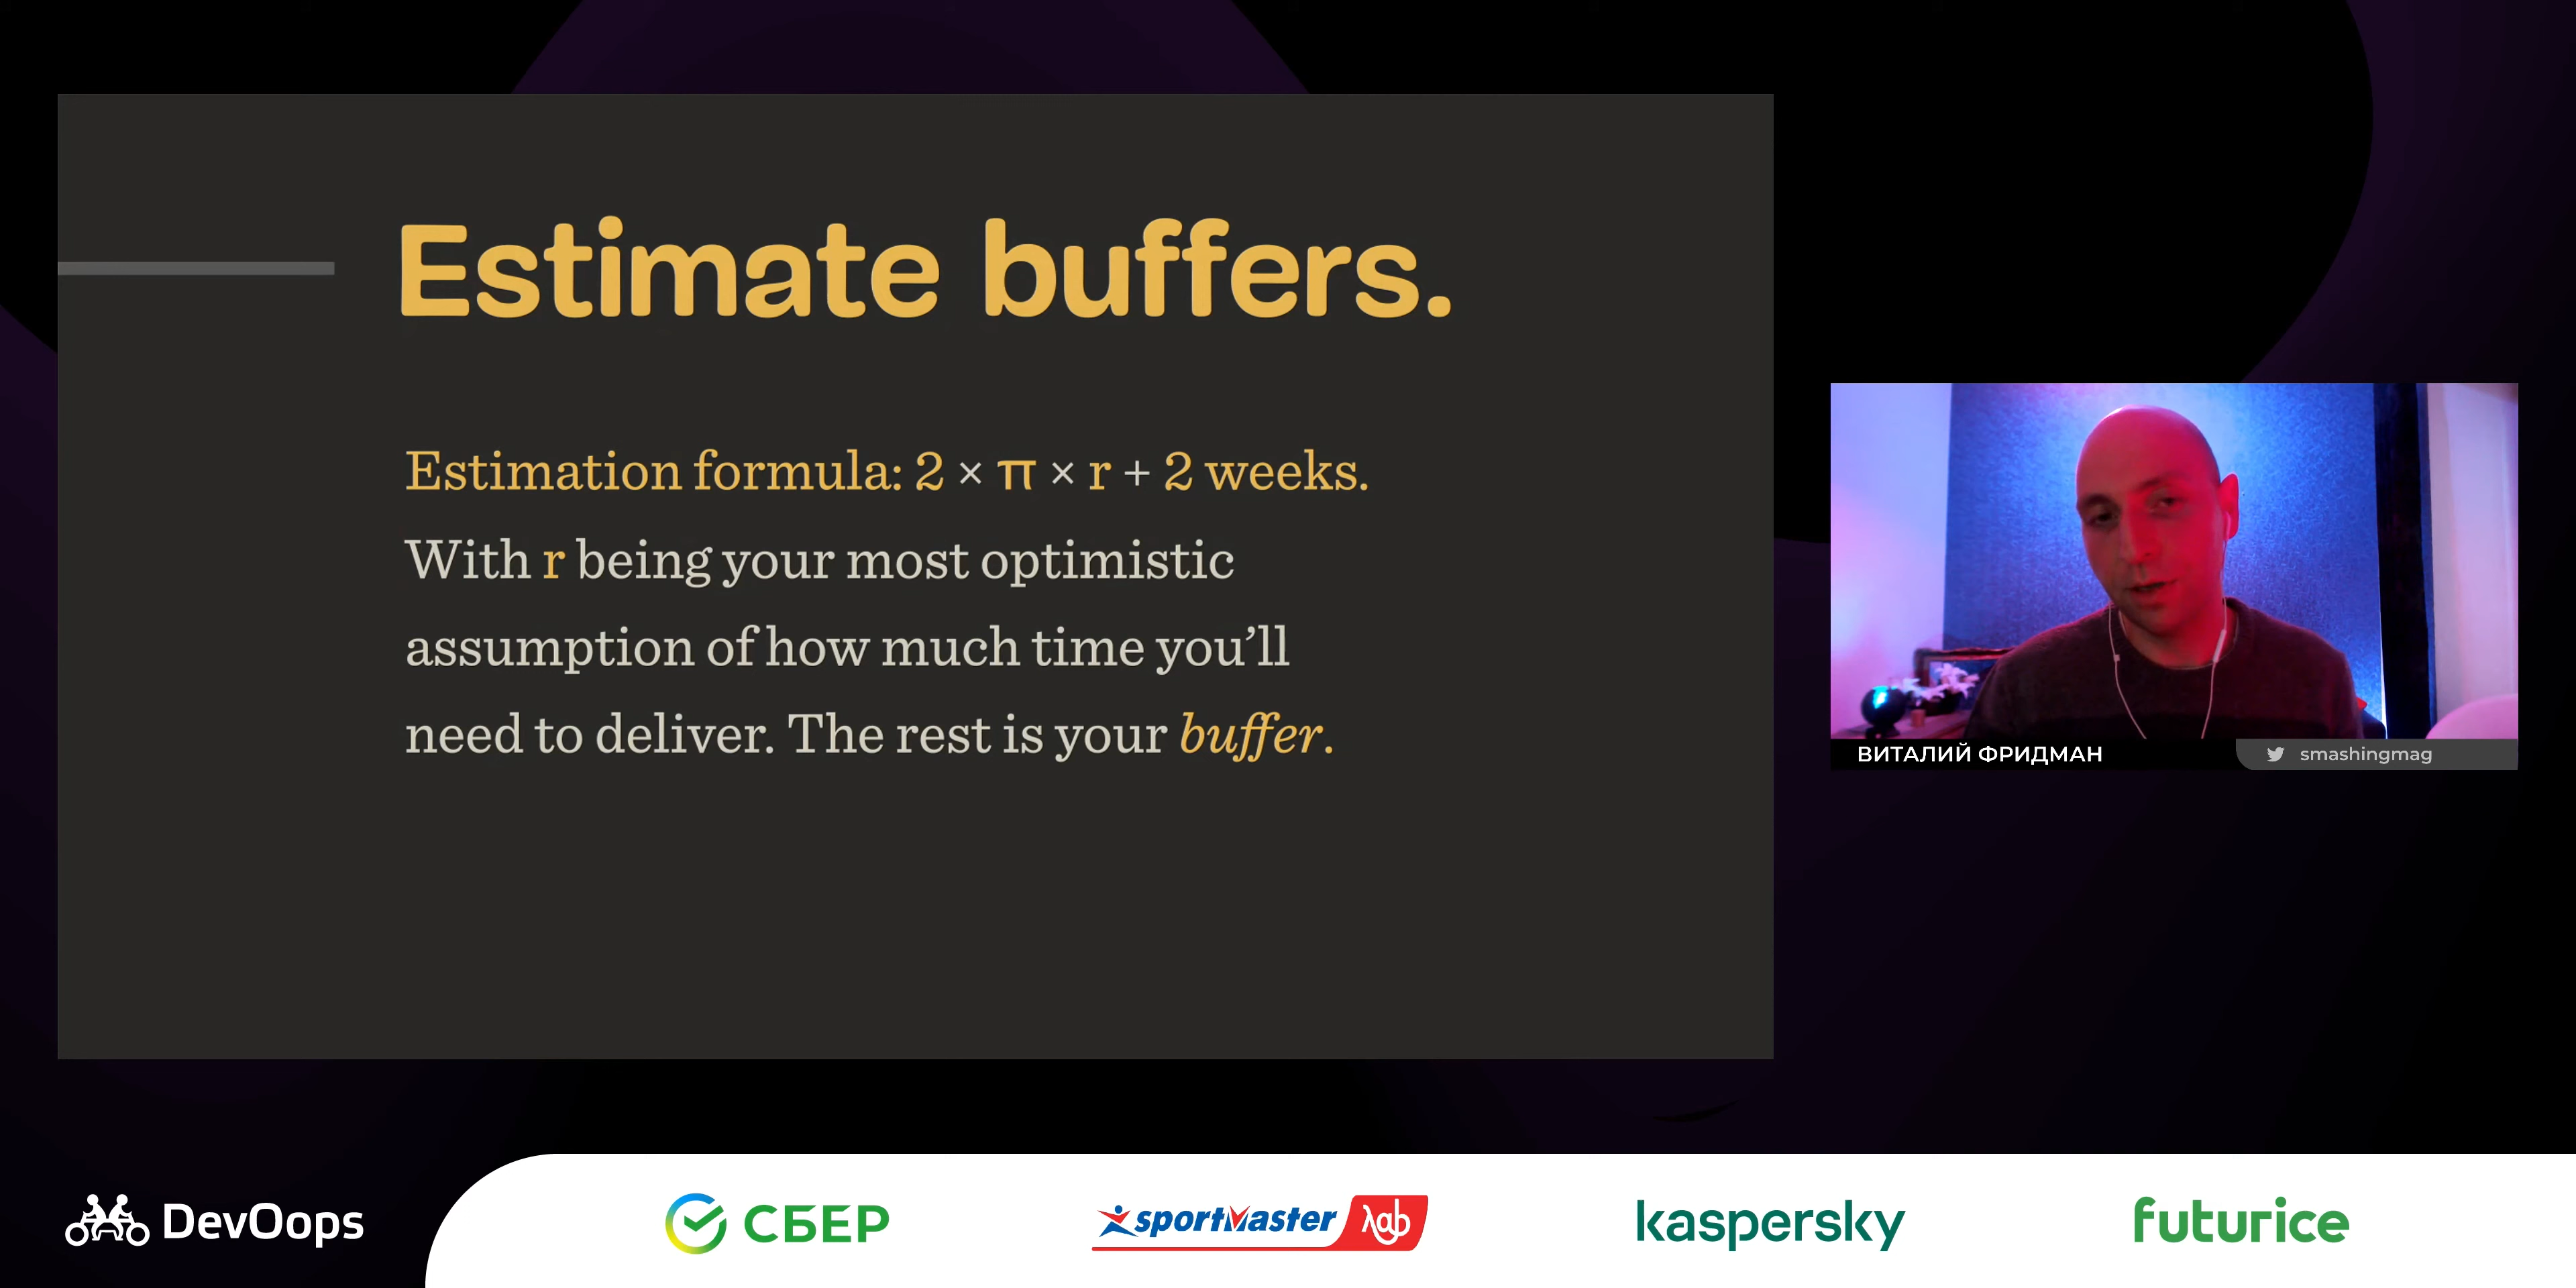 Estimate buffers.
Estimation formula: 2 × π × r + 2 weeks.
With r being your most optimistic
assumption of how much time you’ll
need to deliver. The rest is your buffer.
ВИТАЛИЙ ФРИДМАН
smashingmag
DevOops
СБЕР
sportmaster λab
kaspersky
futurice